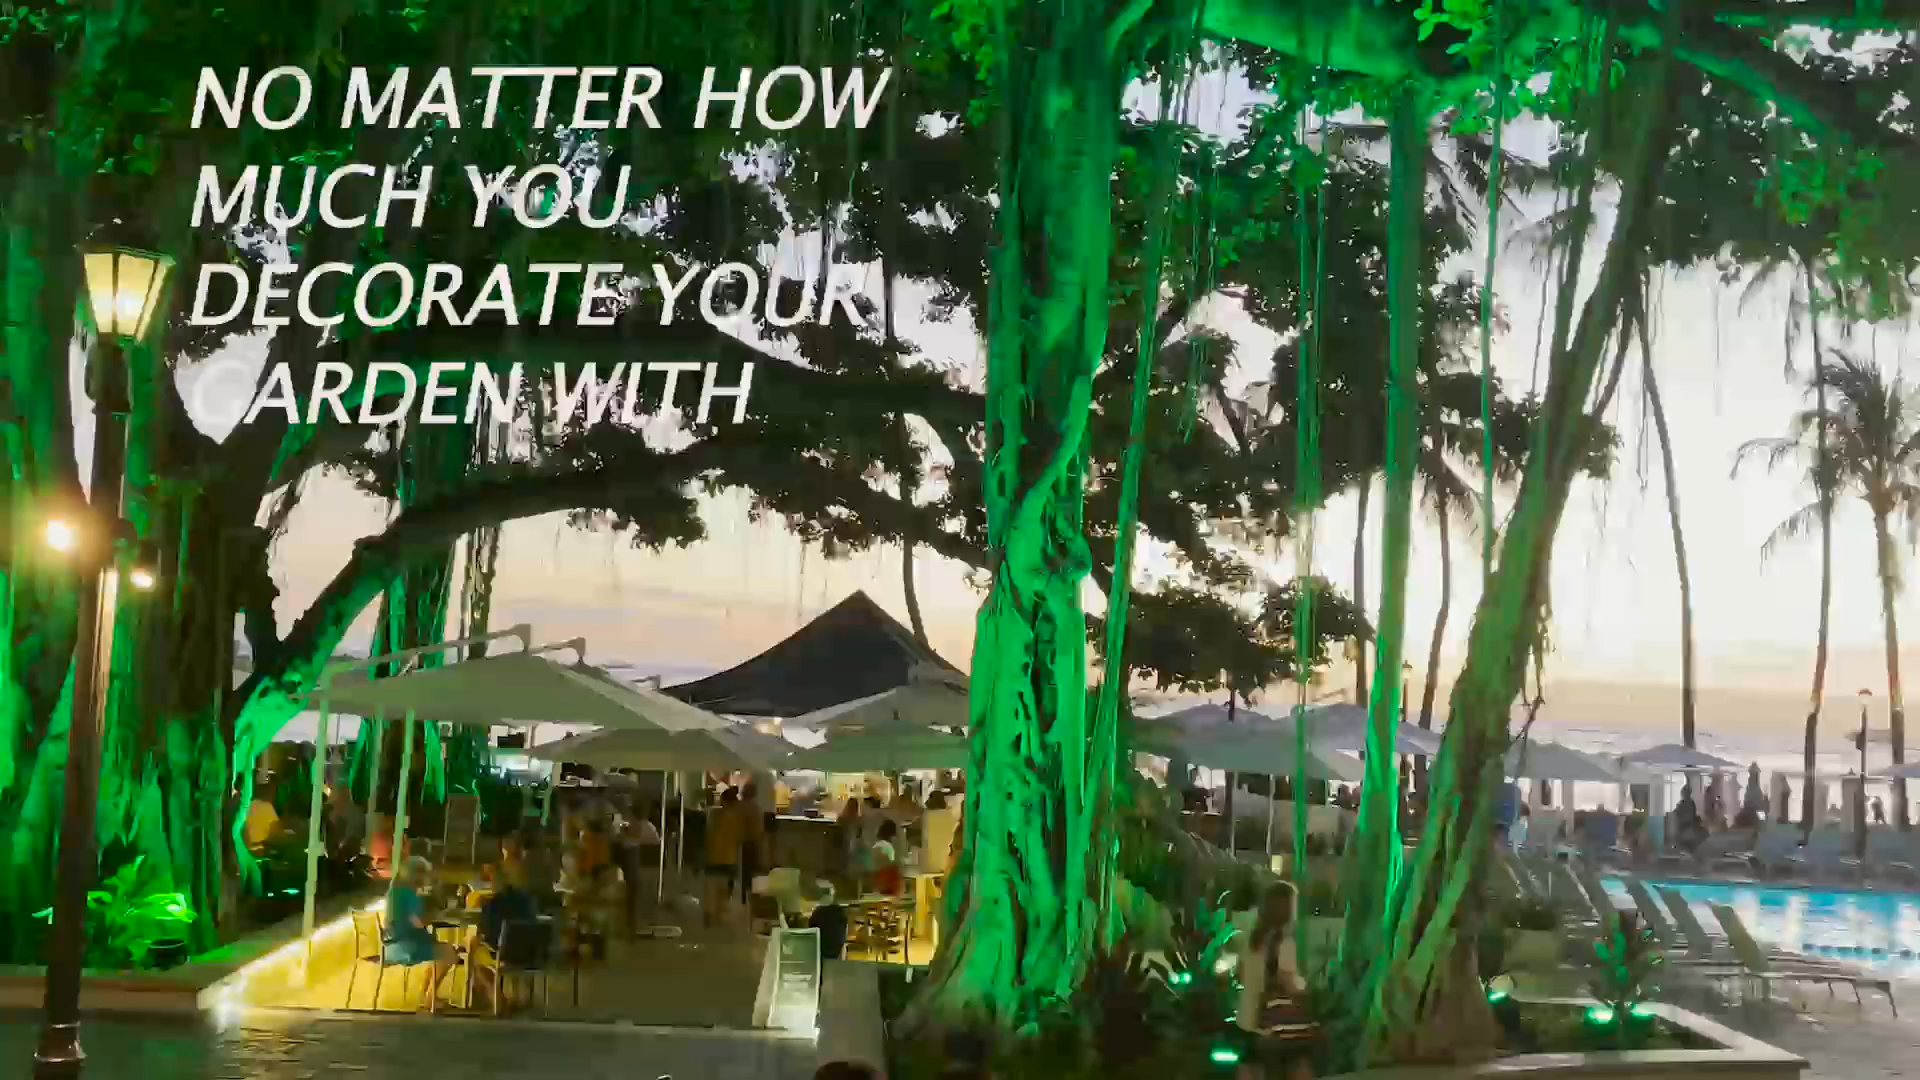 NO MATTER HOW
MUCH YOU
DECORATE YOUR
GARDEN WITH